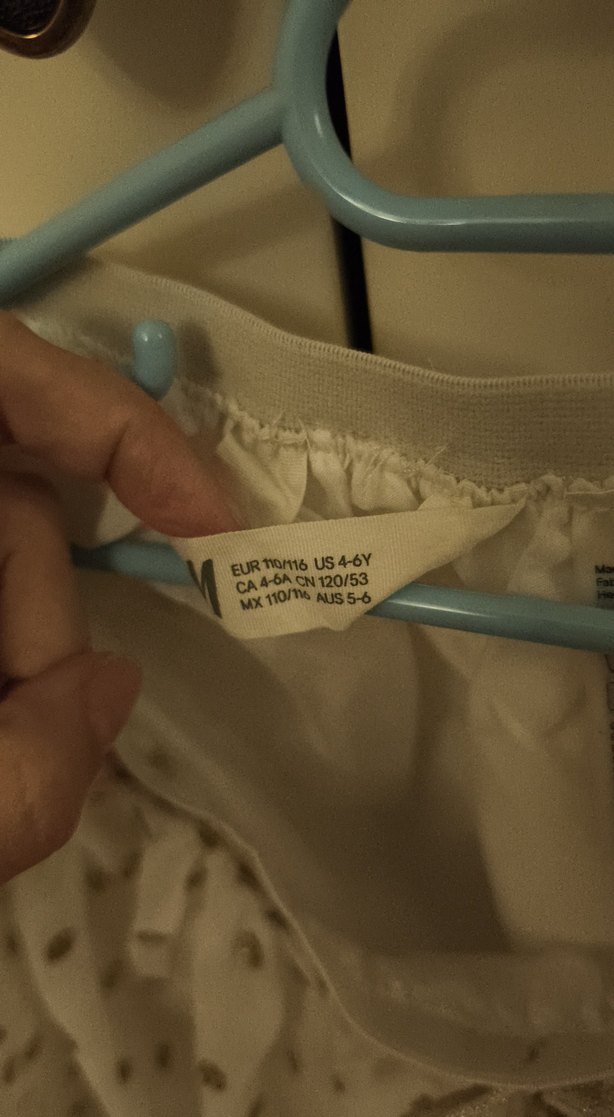 EUR 110/116 US 4-6Y
CA 4-6A CN 120/53
MX 110/116 AUS 5-6